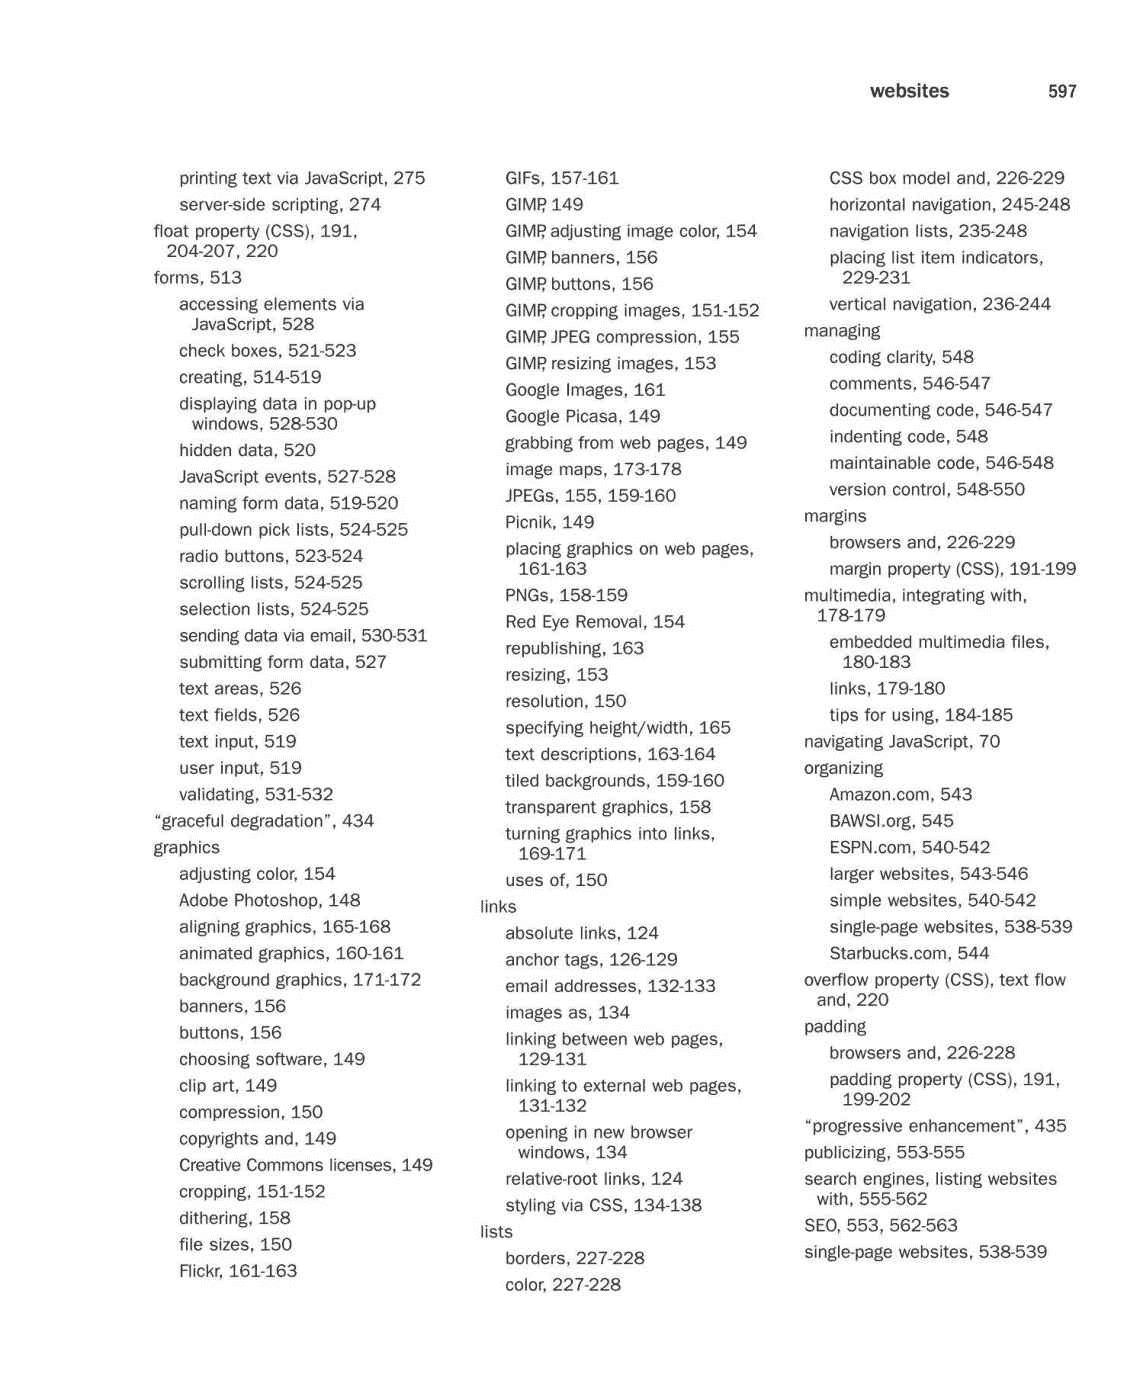 websites 597
printing text via JavaScript, 275
server-side scripting, 274
float property (CSS), 191,
204-207, 220
forms, 513
accessing elements via
JavaScript, 528
check boxes, 521-523
creating, 514-519
displaying data in pop-up
windows, 528-530
hidden data, 520
JavaScript events, 527-528
naming form data, 519-520
pull-down pick lists, 524-525
radio buttons, 523-524
scrolling lists, 524-525
selection lists, 524-525
sending data via email, 530-531
submitting form data, 527
text areas, 526
text fields, 526
text input, 519
user input, 519
validating, 531-532
“graceful degradation”, 434
graphics
adjusting color, 154
Adobe Photoshop, 148
aligning graphics, 165-168
animated graphics, 160-161
background graphics, 171-172
banners, 156
buttons, 156
choosing software, 149
clip art, 149
compression, 150
copyrights and, 149
Creative Commons licenses, 149
cropping, 151-152
dithering, 158
file sizes, 150
Flickr, 161-163
GIFs, 157-161
GIMP, 149
GIMP, adjusting image color, 154
GIMP, banners, 156
GIMP, buttons, 156
GIMP, cropping images, 151-152
GIMP, JPEG compression, 155
GIMP, resizing images, 153
Google Images, 161
Google Picasa, 149
grabbing from web pages, 149
image maps, 173-178
JPEGs, 155, 159-160
Picnik, 149
placing graphics on web pages,
161-163
PNGs, 158-159
Red Eye Removal, 154
republishing, 163
resizing, 153
resolution, 150
specifying height/width, 165
text descriptions, 163-164
tiled backgrounds, 159-160
transparent graphics, 158
turning graphics into links,
169-171
uses of, 150
links
absolute links, 124
anchor tags, 126-129
email addresses, 132-133
images as, 134
linking between web pages,
129-131
linking to external web pages,
131-132
opening in new browser
windows, 134
relative-root links, 124
styling via CSS, 134-138
lists
borders, 227-228
color, 227-228
CSS box model and, 226-229
horizontal navigation, 245-248
navigation lists, 235-248
placing list item indicators,
229-231
vertical navigation, 236-244
managing
coding clarity, 548
comments, 546-547
documenting code, 546-547
indenting code, 548
maintainable code, 546-548
version control, 548-550
margins
browsers and, 226-229
margin property (CSS), 191-199
multimedia, integrating with,
178-179
embedded multimedia files,
180-183
links, 179-180
tips for using, 184-185
navigating JavaScript, 70
organizing
Amazon.com, 543
BAWSI.org, 545
ESPN.com, 540-542
larger websites, 543-546
simple websites, 540-542
single-page websites, 538-539
Starbucks.com, 544
overflow property (CSS), text flow
and, 220
padding
browsers and, 226-228
padding property (CSS), 191,
199-202
“progressive enhancement”, 435
publicizing, 553-555
search engines, listing websites
with, 555-562
SEO, 553, 562-563
single-page websites, 538-539